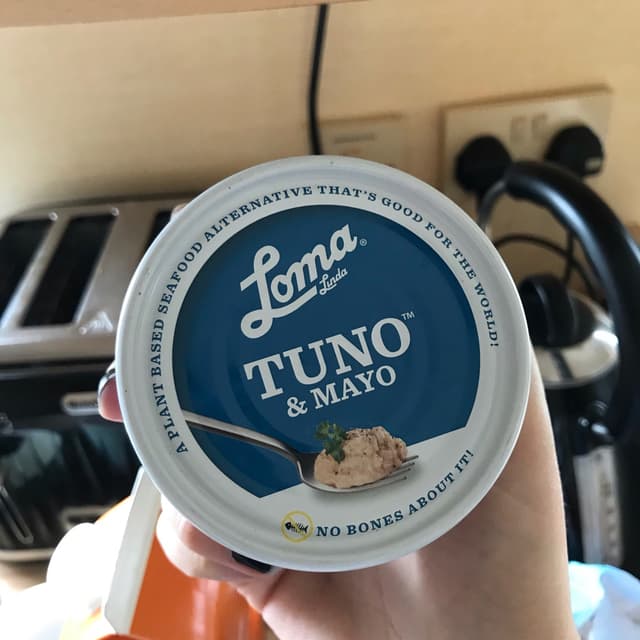 A PLANT BASED SEAFOOD ALTERNATIVE THAT'S GOOD FOR THE WORLD!
Loma®
Linda
TUNO™
& MAYO
NO BONES ABOUT IT!